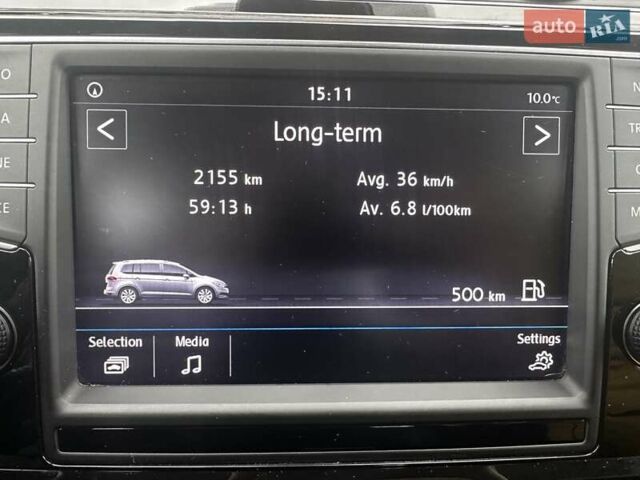 auto RIA .com
15:11
10.0°C
Long-term
2155 km
Avg. 36 km/h
59:13 h
Av. 6.8 l/100km
500 km
Selection
Media
Settings